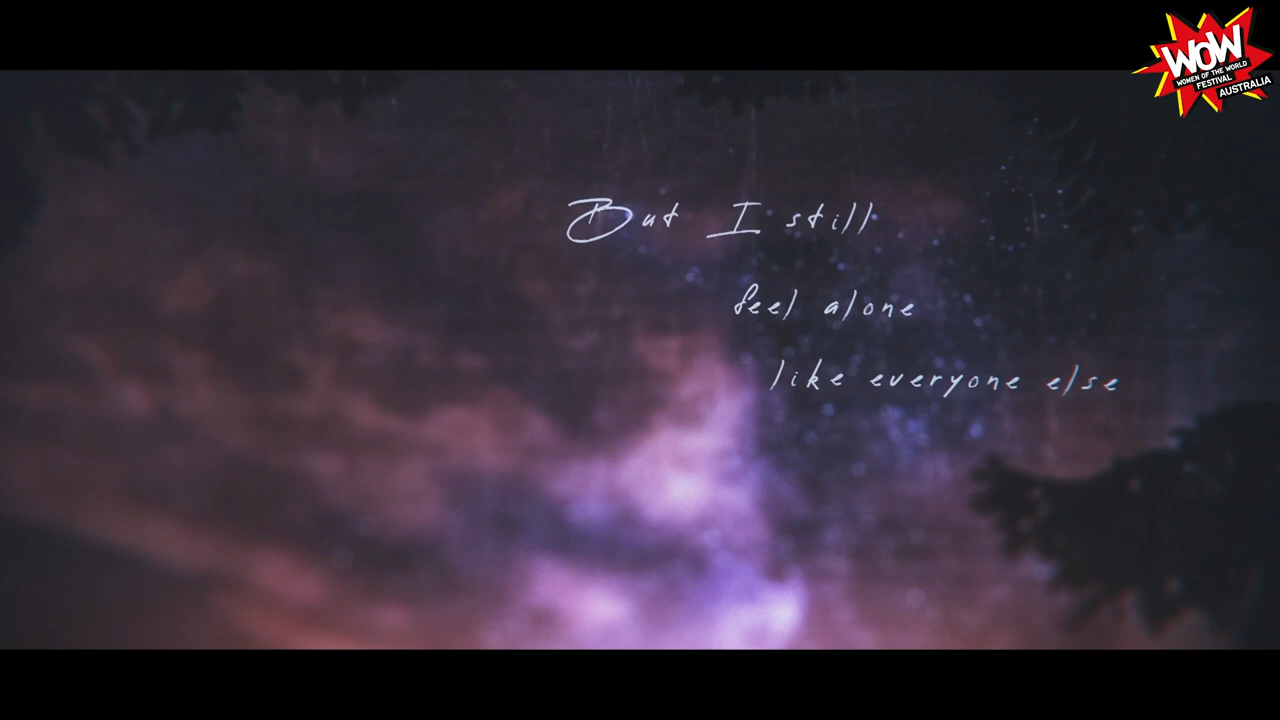 WOW
WOMEN OF THE WORLD
FESTIVAL
AUSTRALIA
But I still
feel alone
like everyone else